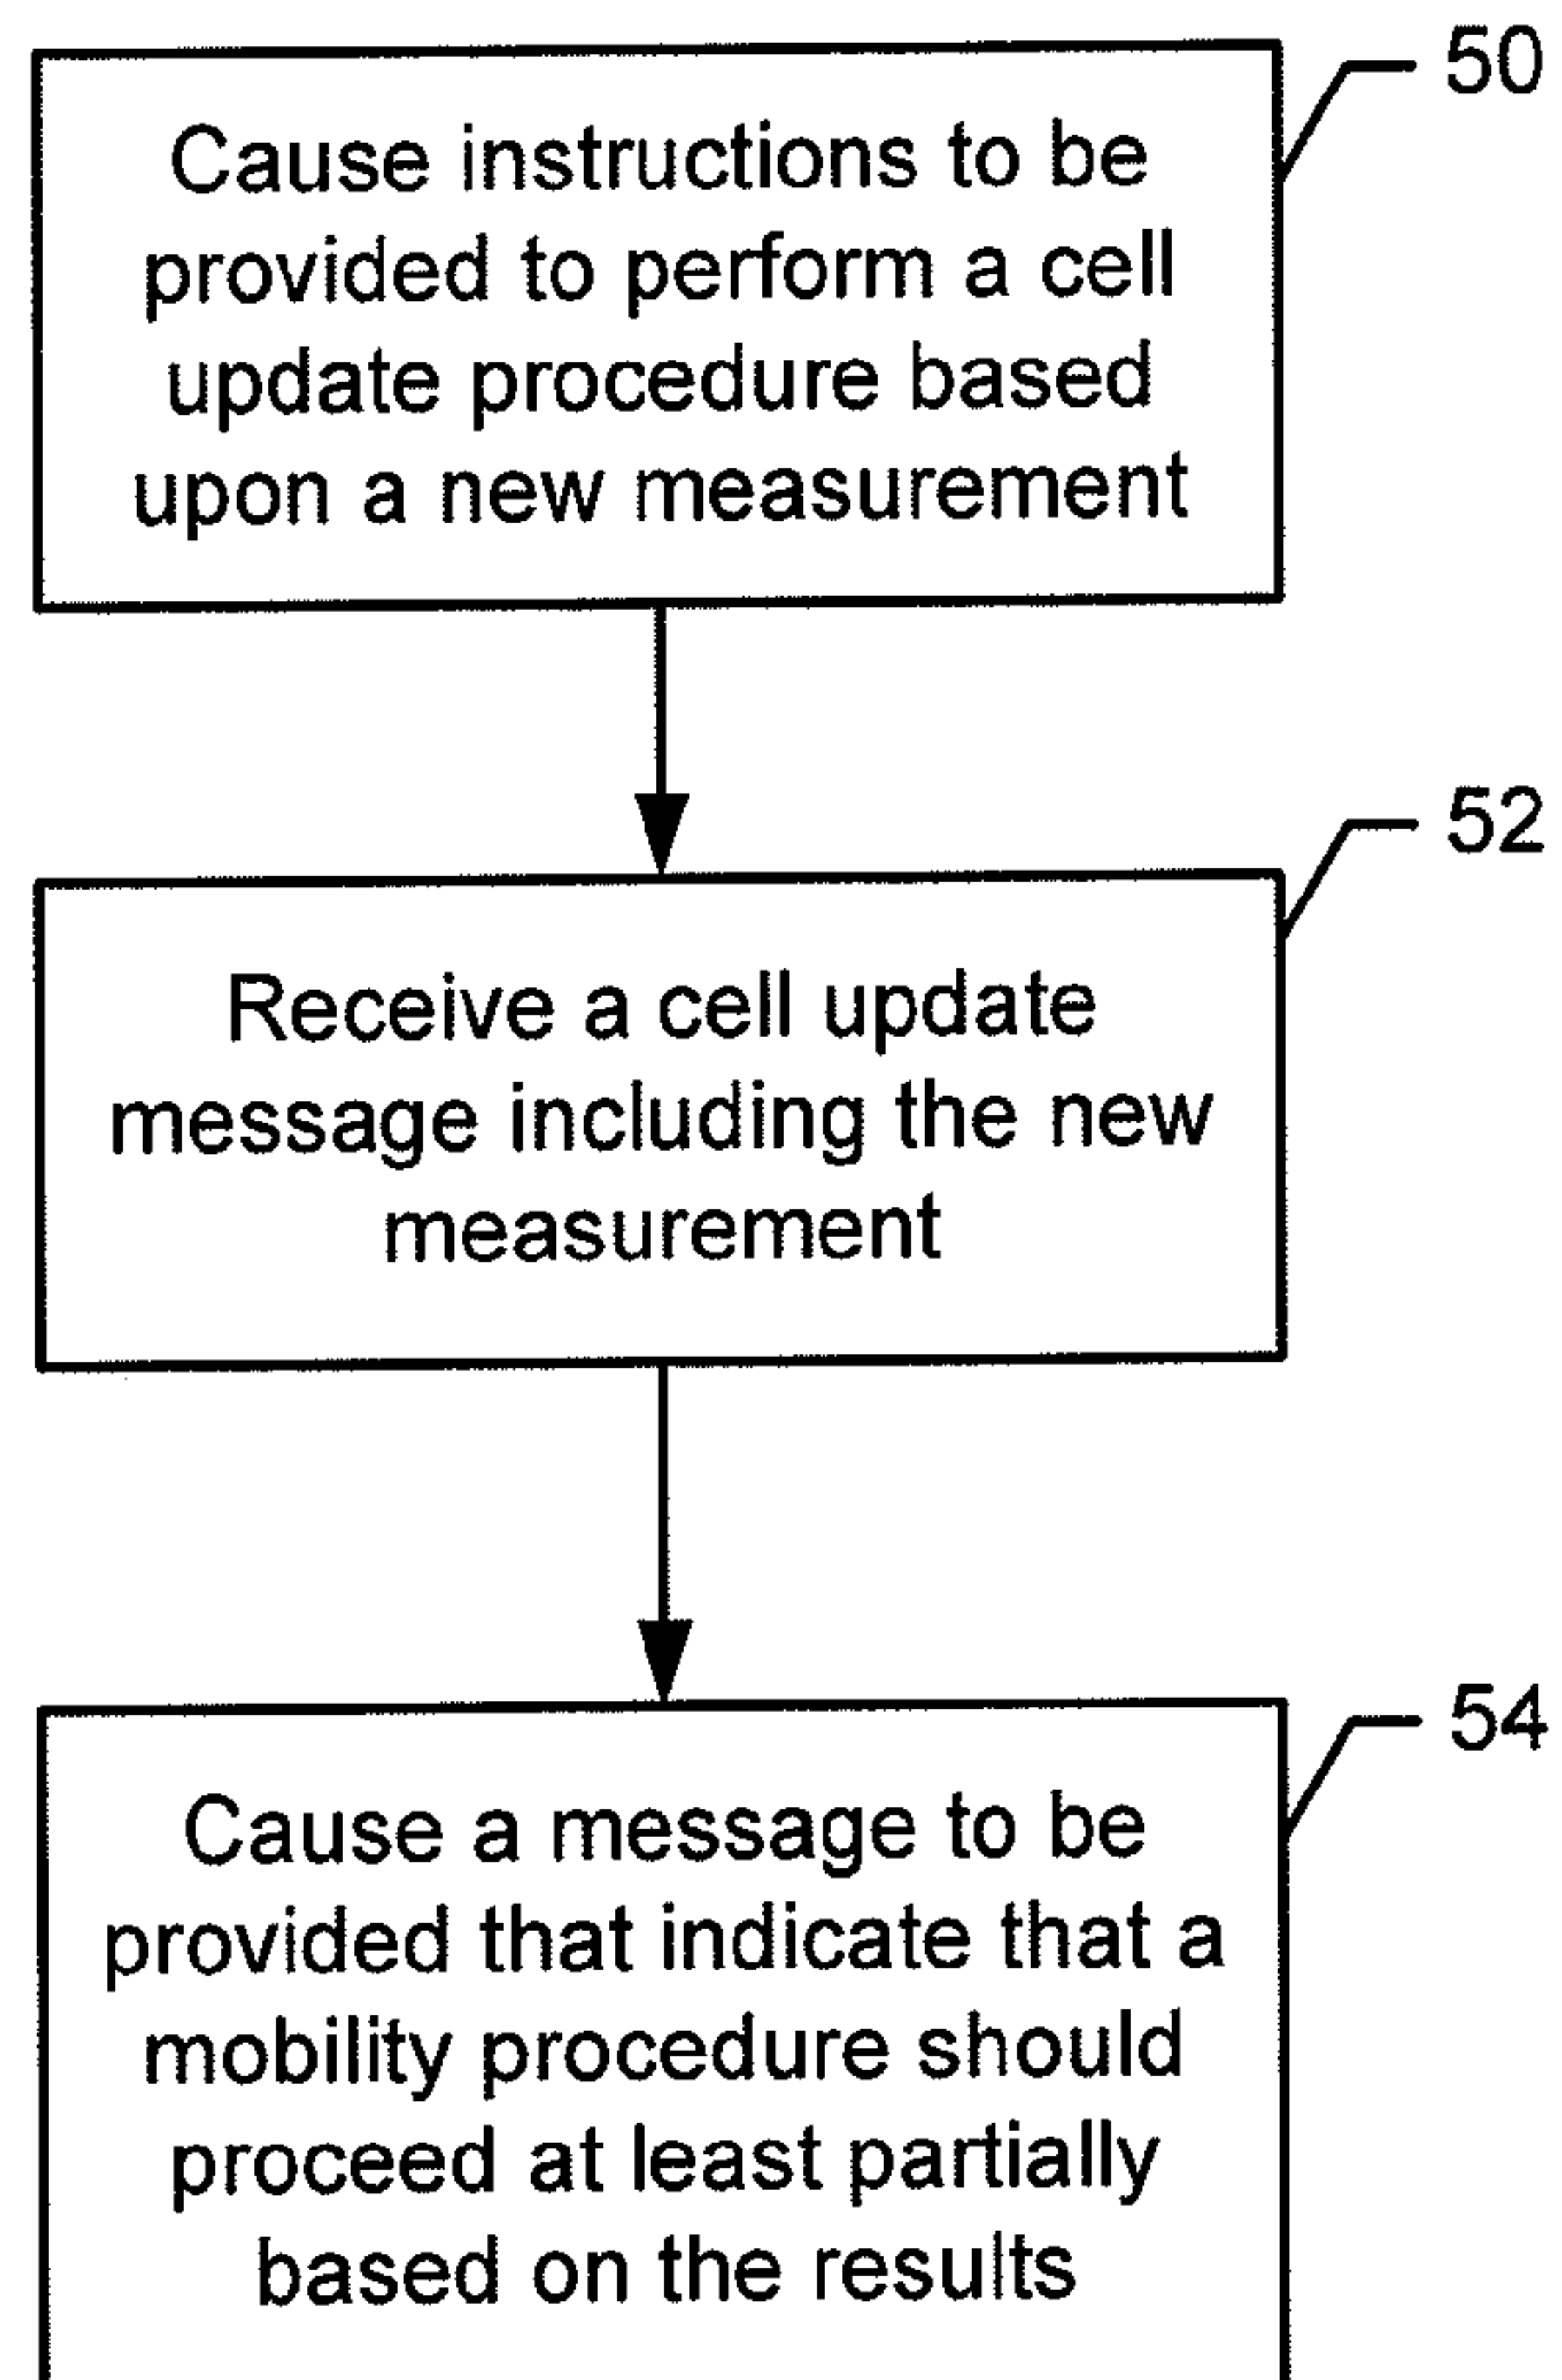 50
Cause instructions to be
provided to perform a cell
update procedure based
upon a new measurement
52
Receive a cell update
message including the new
measurement
54
Cause a message to be
provided that indicate that a
mobility procedure should
proceed at least partially
based on the results